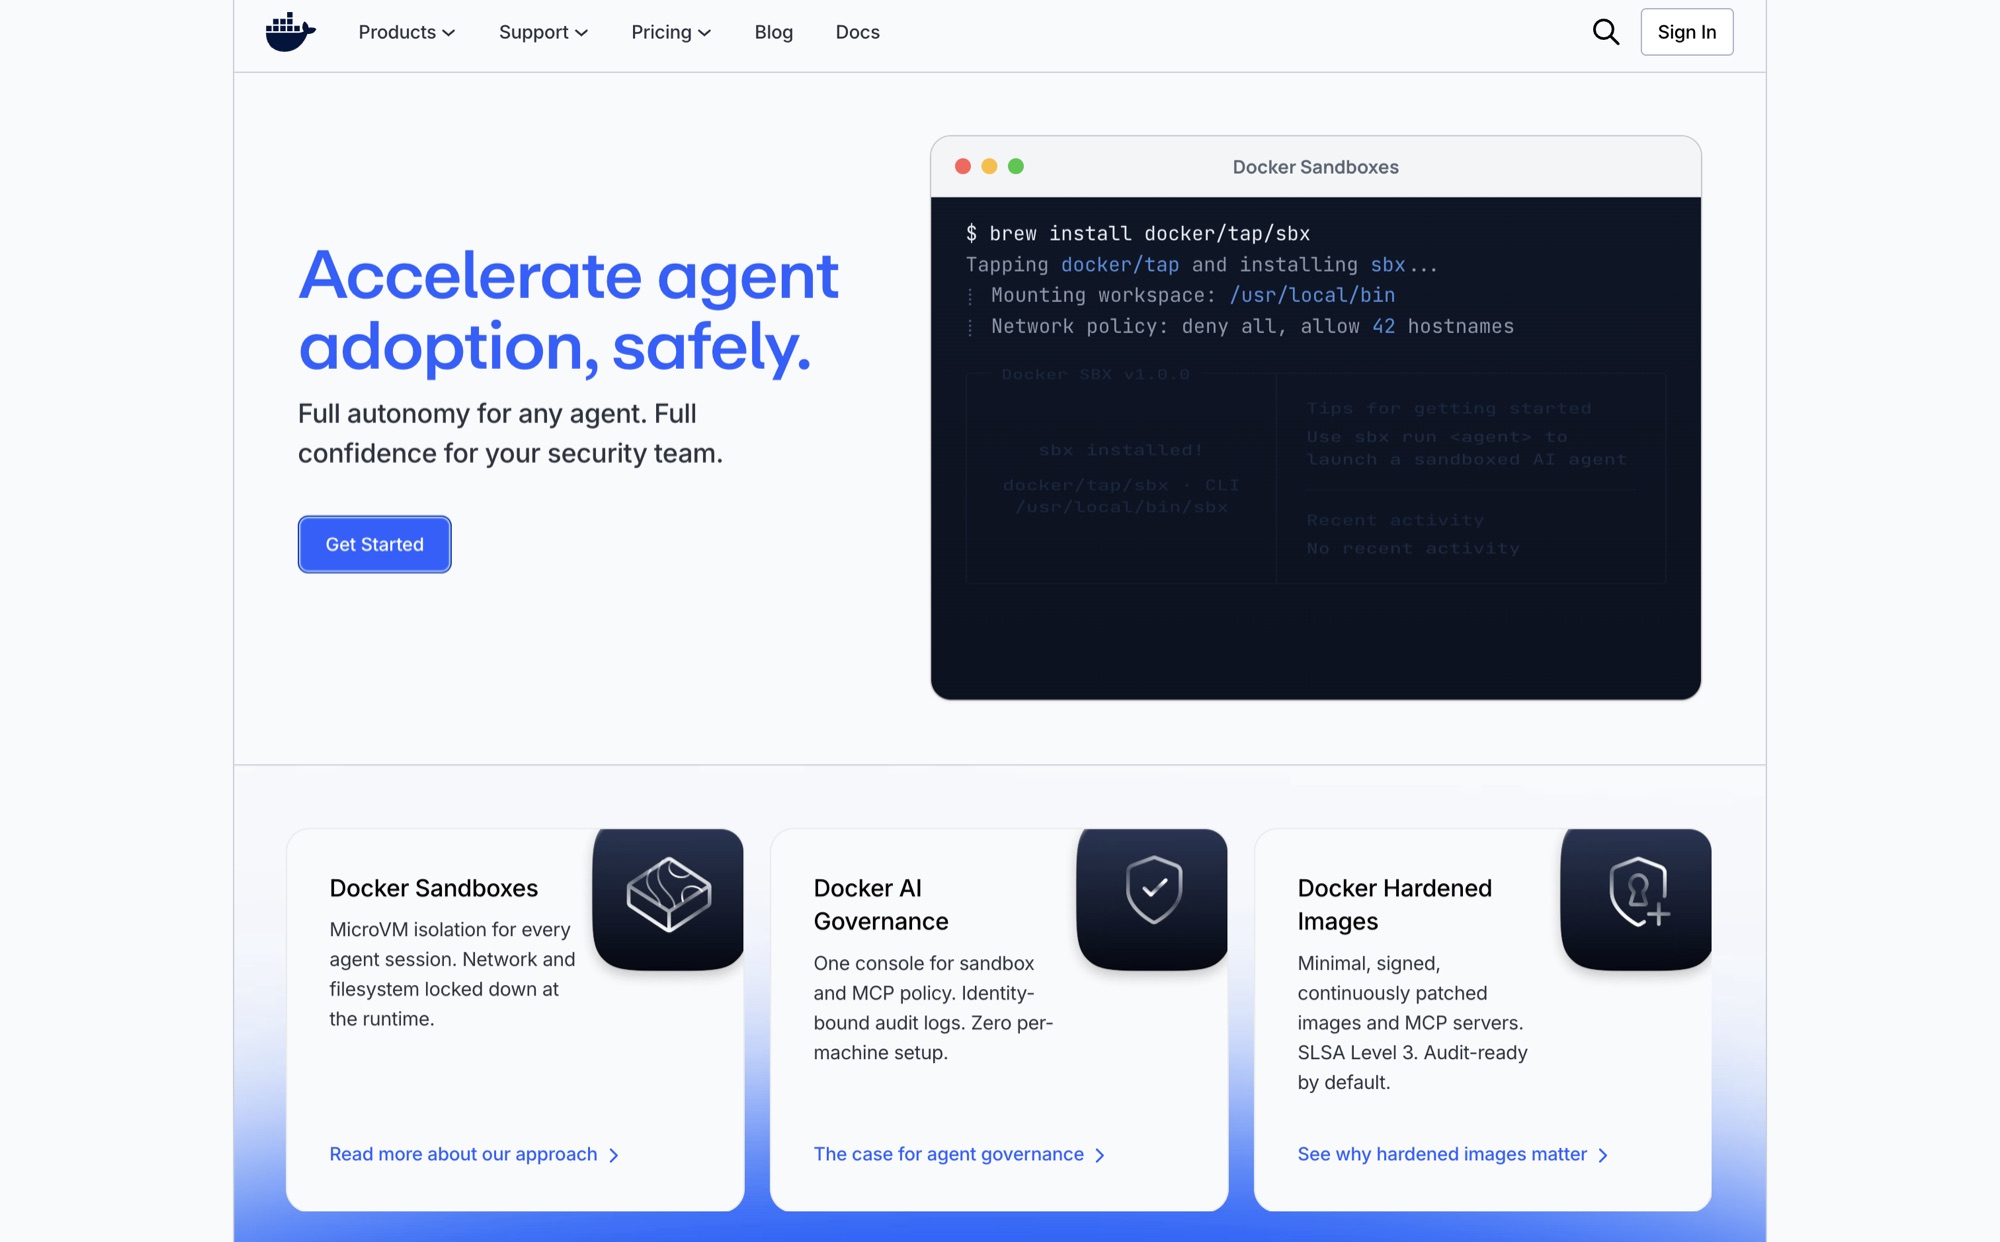 Products
Support
Pricing
Blog
Docs
Sign In
Accelerate agent
adoption, safely.
Full autonomy for any agent. Full
confidence for your security team.
Get Started
Docker Sandboxes
$ brew install docker/tap/sbx
Tapping docker/tap and installing sbx...
Mounting workspace: /usr/local/bin
Network policy: deny all, allow 42 hostnames
Docker SBX v1.0.0
sbx installed!
docker/tap/sbx · CLI
/usr/local/bin/sbx
Tips for getting started
Use sbx run <agent> to
launch a sandboxed AI agent
Recent activity
No recent activity
Docker Sandboxes
MicroVM isolation for every
agent session. Network and
filesystem locked down at
the runtime.
Read more about our approach
Docker AI
Governance
One console for sandbox
and MCP policy. Identity-
bound audit logs. Zero per-
machine setup.
The case for agent governance
Docker Hardened
Images
Minimal, signed,
continuously patched
images and MCP servers.
SLSA Level 3. Audit-ready
by default.
See why hardened images matter